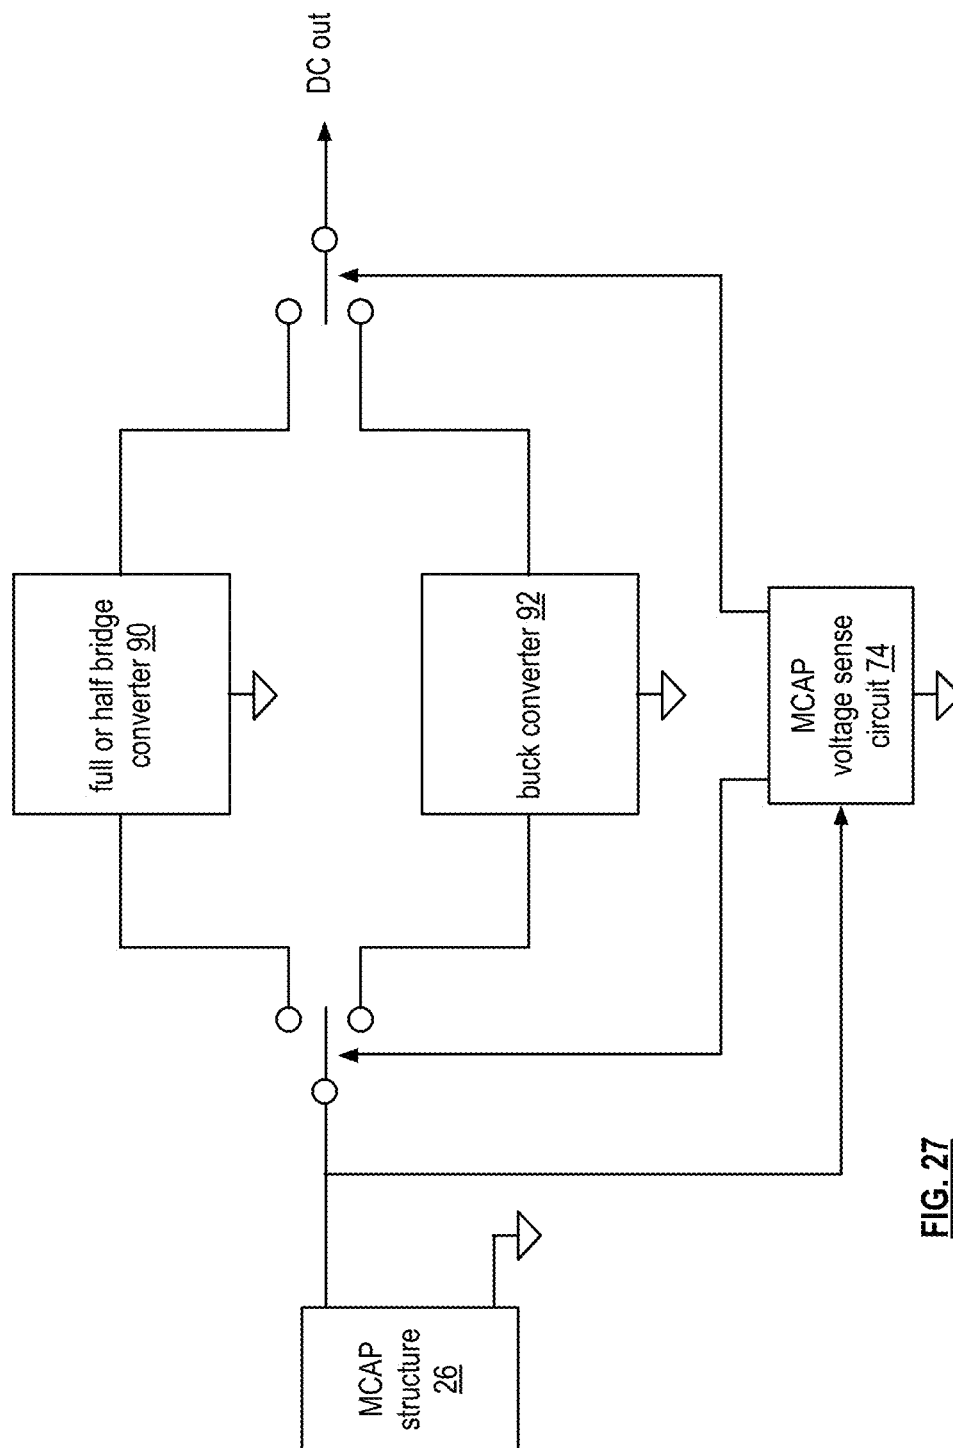 full or half bridge
converter 90
DC out
buck converter 92
MCAP
structure
26
MCAP
voltage sense
circuit 74
FIG. 27